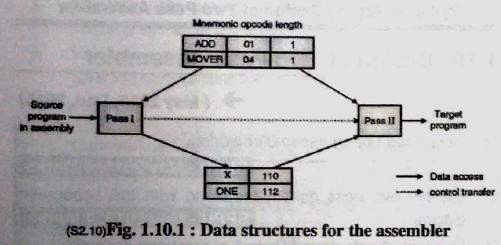 Mnemonic opcode length
ADD 01 1
MOVER 04 1
Source
program
in assembly
Pass I
Pass II
Target
program
X 110
ONE 112
Data access
control transfer
(S2.10)Fig. 1.10.1 : Data structures for the assembler